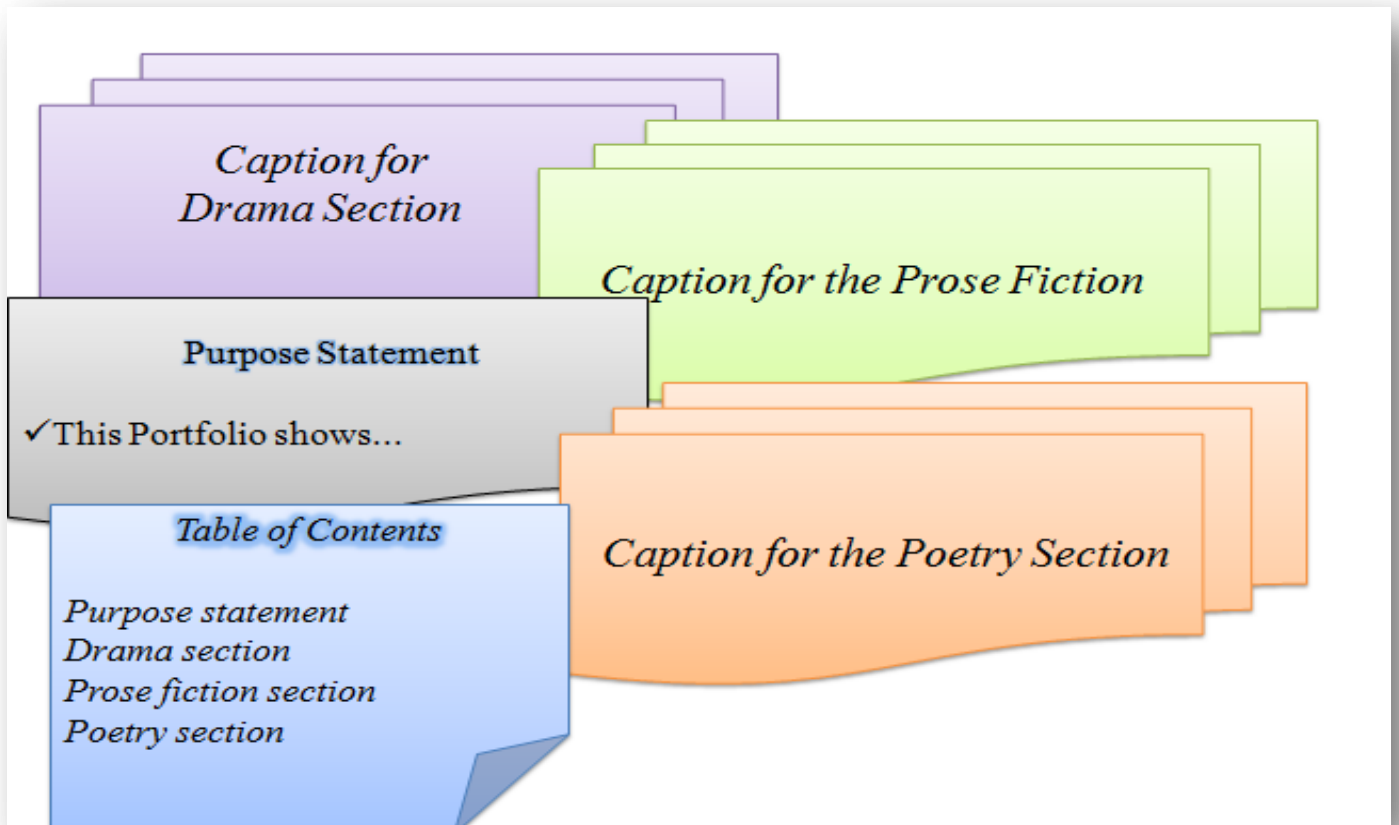 Caption for
Drama Section
Caption for the Prose Fiction
Purpose Statement
✓This Portfolio shows...
Caption for the Poetry Section
Table of Contents
Purpose statement
Drama section
Prose fiction section
Poetry section